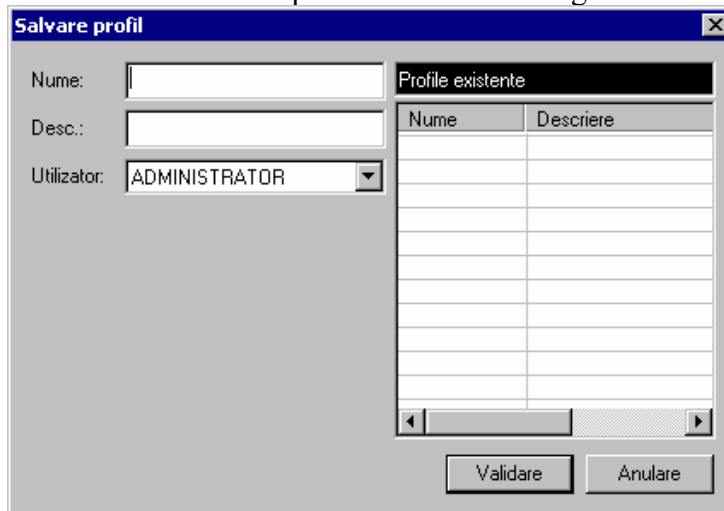 Salvare profil
Nume:
Desc.:
Utilizator: ADMINISTRATOR
Profile existente
Nume Descriere
Validare Anulare